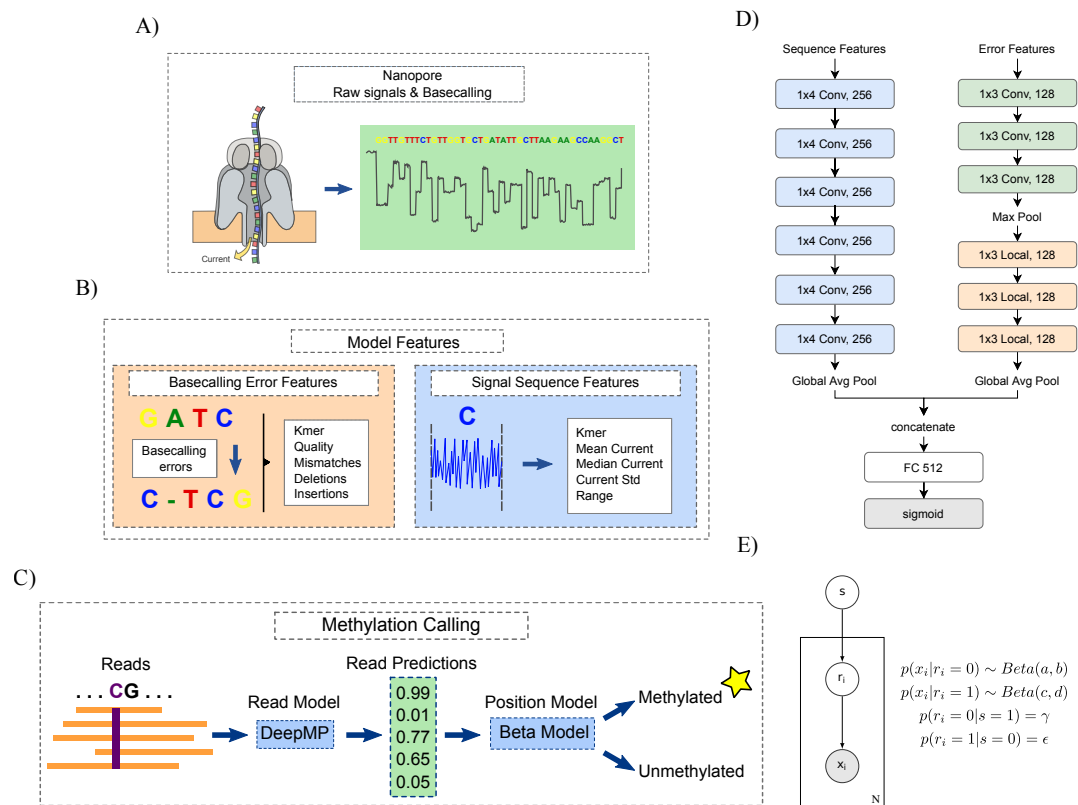 A)
Nanopore
Raw signals & Basecalling
GGTTGTTTCTGTTGGTGCTGATATTGCTTAAGAAGCCAAGGCT
Current
B)
Model Features
Basecalling Error Features
GATC
Basecalling
errors
C-TCG
Kmer
Quality
Mismatches
Deletions
Insertions
Signal Sequence Features
C
Kmer
Mean Current
Median Current
Current Std
Range
C)
Methylation Calling
Reads
. . . CG . . .
Read Model
DeepMP
Read Predictions
0.99
0.01
0.77
0.65
0.05
Position Model
Beta Model
Methylated
Unmethylated
D)
Sequence Features
1x4 Conv, 256
1x4 Conv, 256
1x4 Conv, 256
1x4 Conv, 256
1x4 Conv, 256
1x4 Conv, 256
Global Avg Pool
Error Features
1x3 Conv, 128
1x3 Conv, 128
1x3 Conv, 128
Max Pool
1x3 Local, 128
1x3 Local, 128
1x3 Local, 128
Global Avg Pool
concatenate
FC 512
sigmoid
E)
s
r_i
x_i
N
p(x_i|r_i = 0) ∼ Beta(a, b)
p(x_i|r_i = 1) ∼ Beta(c, d)
p(r_i = 0|s = 1) = γ
p(r_i = 1|s = 0) = ϵ